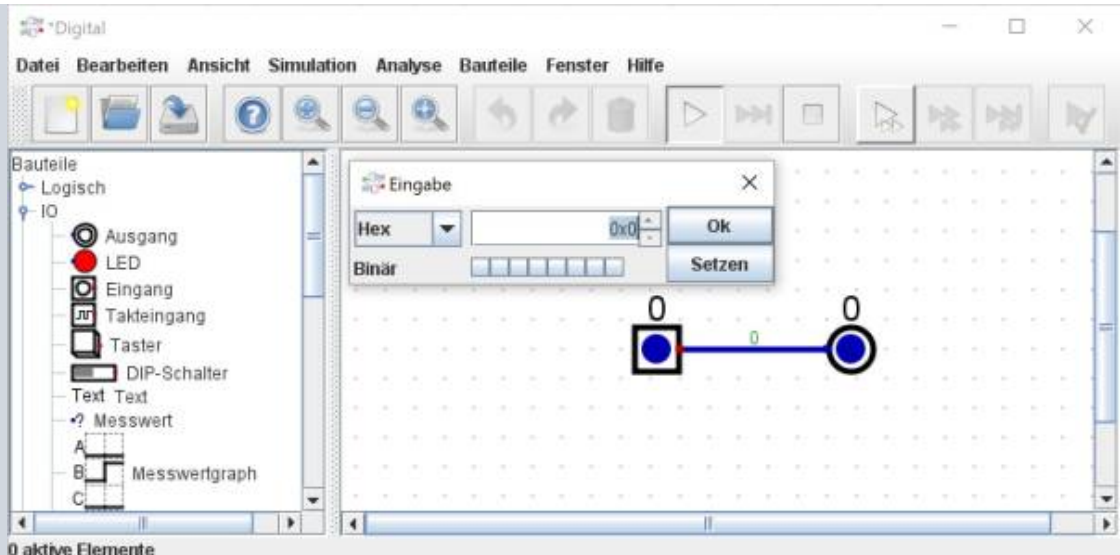 *Digital
Datei Bearbeiten Ansicht Simulation Analyse Bauteile Fenster Hilfe
Bauteile
Logisch
IO
Ausgang
LED
Eingang
Takteingang
Taster
DIP-Schalter
Text Text
? Messwert
A
B Messwertgraph
C
Eingabe
Hex 0x0 Ok
Binär Setzen
0 0
0
0 aktive Elemente